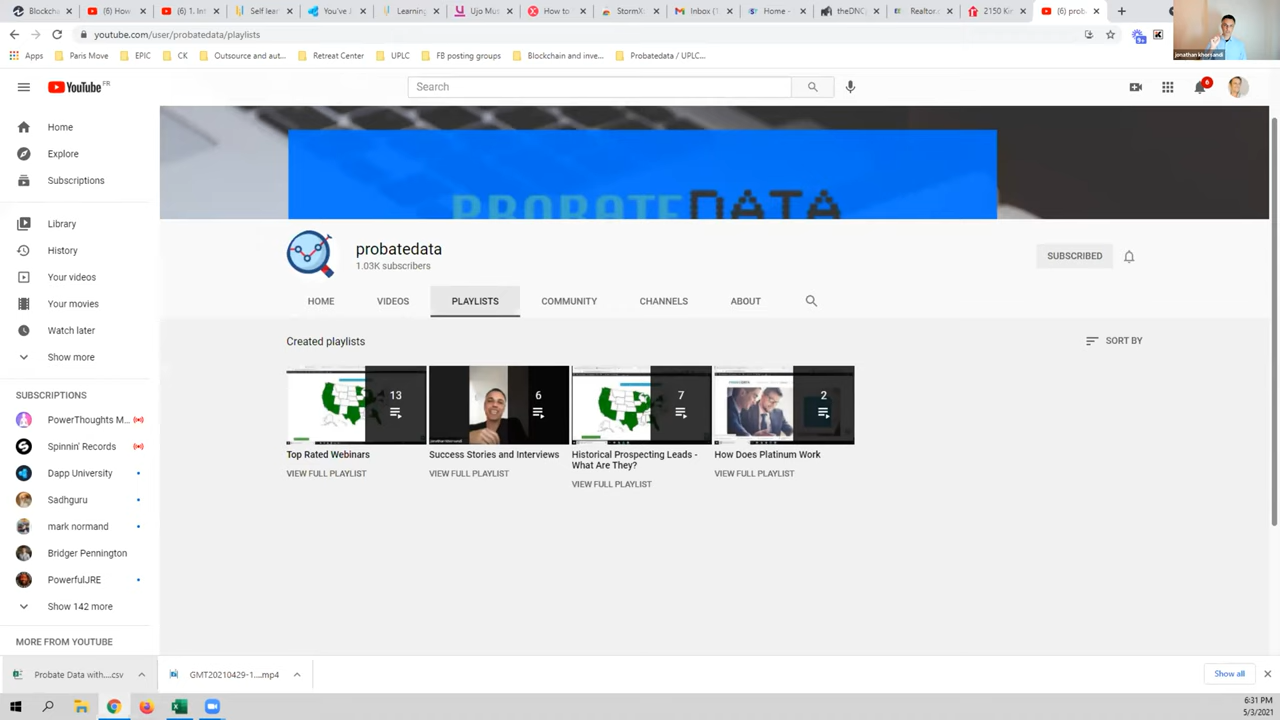 Blockcha
(6) How
(6) 1. In
Self lear
You've J
Learning
Ujo Mus
How to
StormX
Inbox (1
Home -
theDNC
Realtor.
2150 Kin
(6) prob
youtube.com/user/probatedata/playlists
9+
Apps
Paris Move
EPIC
CK
Outsource and aut...
Retreat Center
UPLC
FB posting groups
Blockchain and inve...
Probatedata / UPLC...
jonathan khorsandi
YouTube FR
Search
6
Home
Explore
Subscriptions
Library
History
Your videos
Your movies
Watch later
Show more
SUBSCRIPTIONS
PowerThoughts M...
Spinnin' Records
Dapp University
Sadhguru
mark normand
Bridger Pennington
PowerfulJRE
Show 142 more
MORE FROM YOUTUBE
PROBATEDATA
probatedata
1.03K subscribers
SUBSCRIBED
HOME
VIDEOS
PLAYLISTS
COMMUNITY
CHANNELS
ABOUT
Created playlists
SORT BY
13
Top Rated Webinars
VIEW FULL PLAYLIST
6
Success Stories and Interviews
VIEW FULL PLAYLIST
7
Historical Prospecting Leads -
What Are They?
VIEW FULL PLAYLIST
2
How Does Platinum Work
VIEW FULL PLAYLIST
Probate Data with....csv
GMT20210429-1....mp4
Show all
6:31 PM
5/3/2021